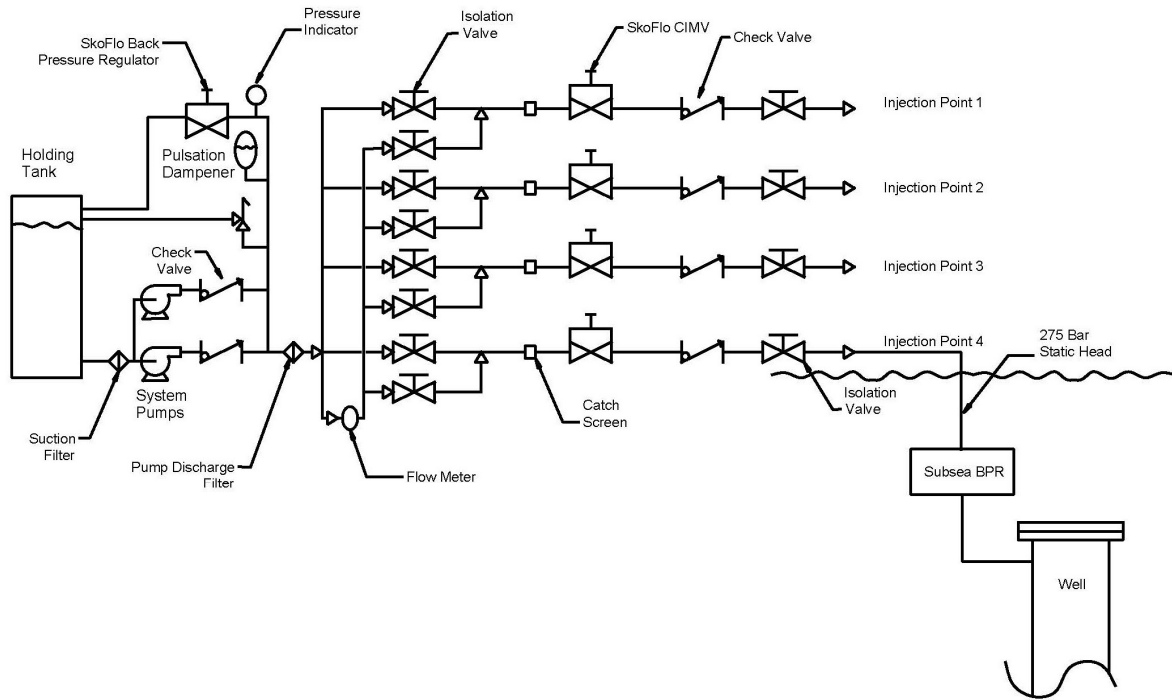 Pressure
Indicator
Isolation
Valve
SkoFlo CIMV
Check Valve
SkoFlo Back
Pressure Regulator
Injection Point 1
Holding
Tank
Pulsation
Dampener
Injection Point 2
Check
Valve
Injection Point 3
Injection Point 4
275 Bar
Static Head
System
Pumps
Catch
Screen
Isolation
Valve
Suction
Filter
Pump Discharge
Filter
Flow Meter
Subsea BPR
Well